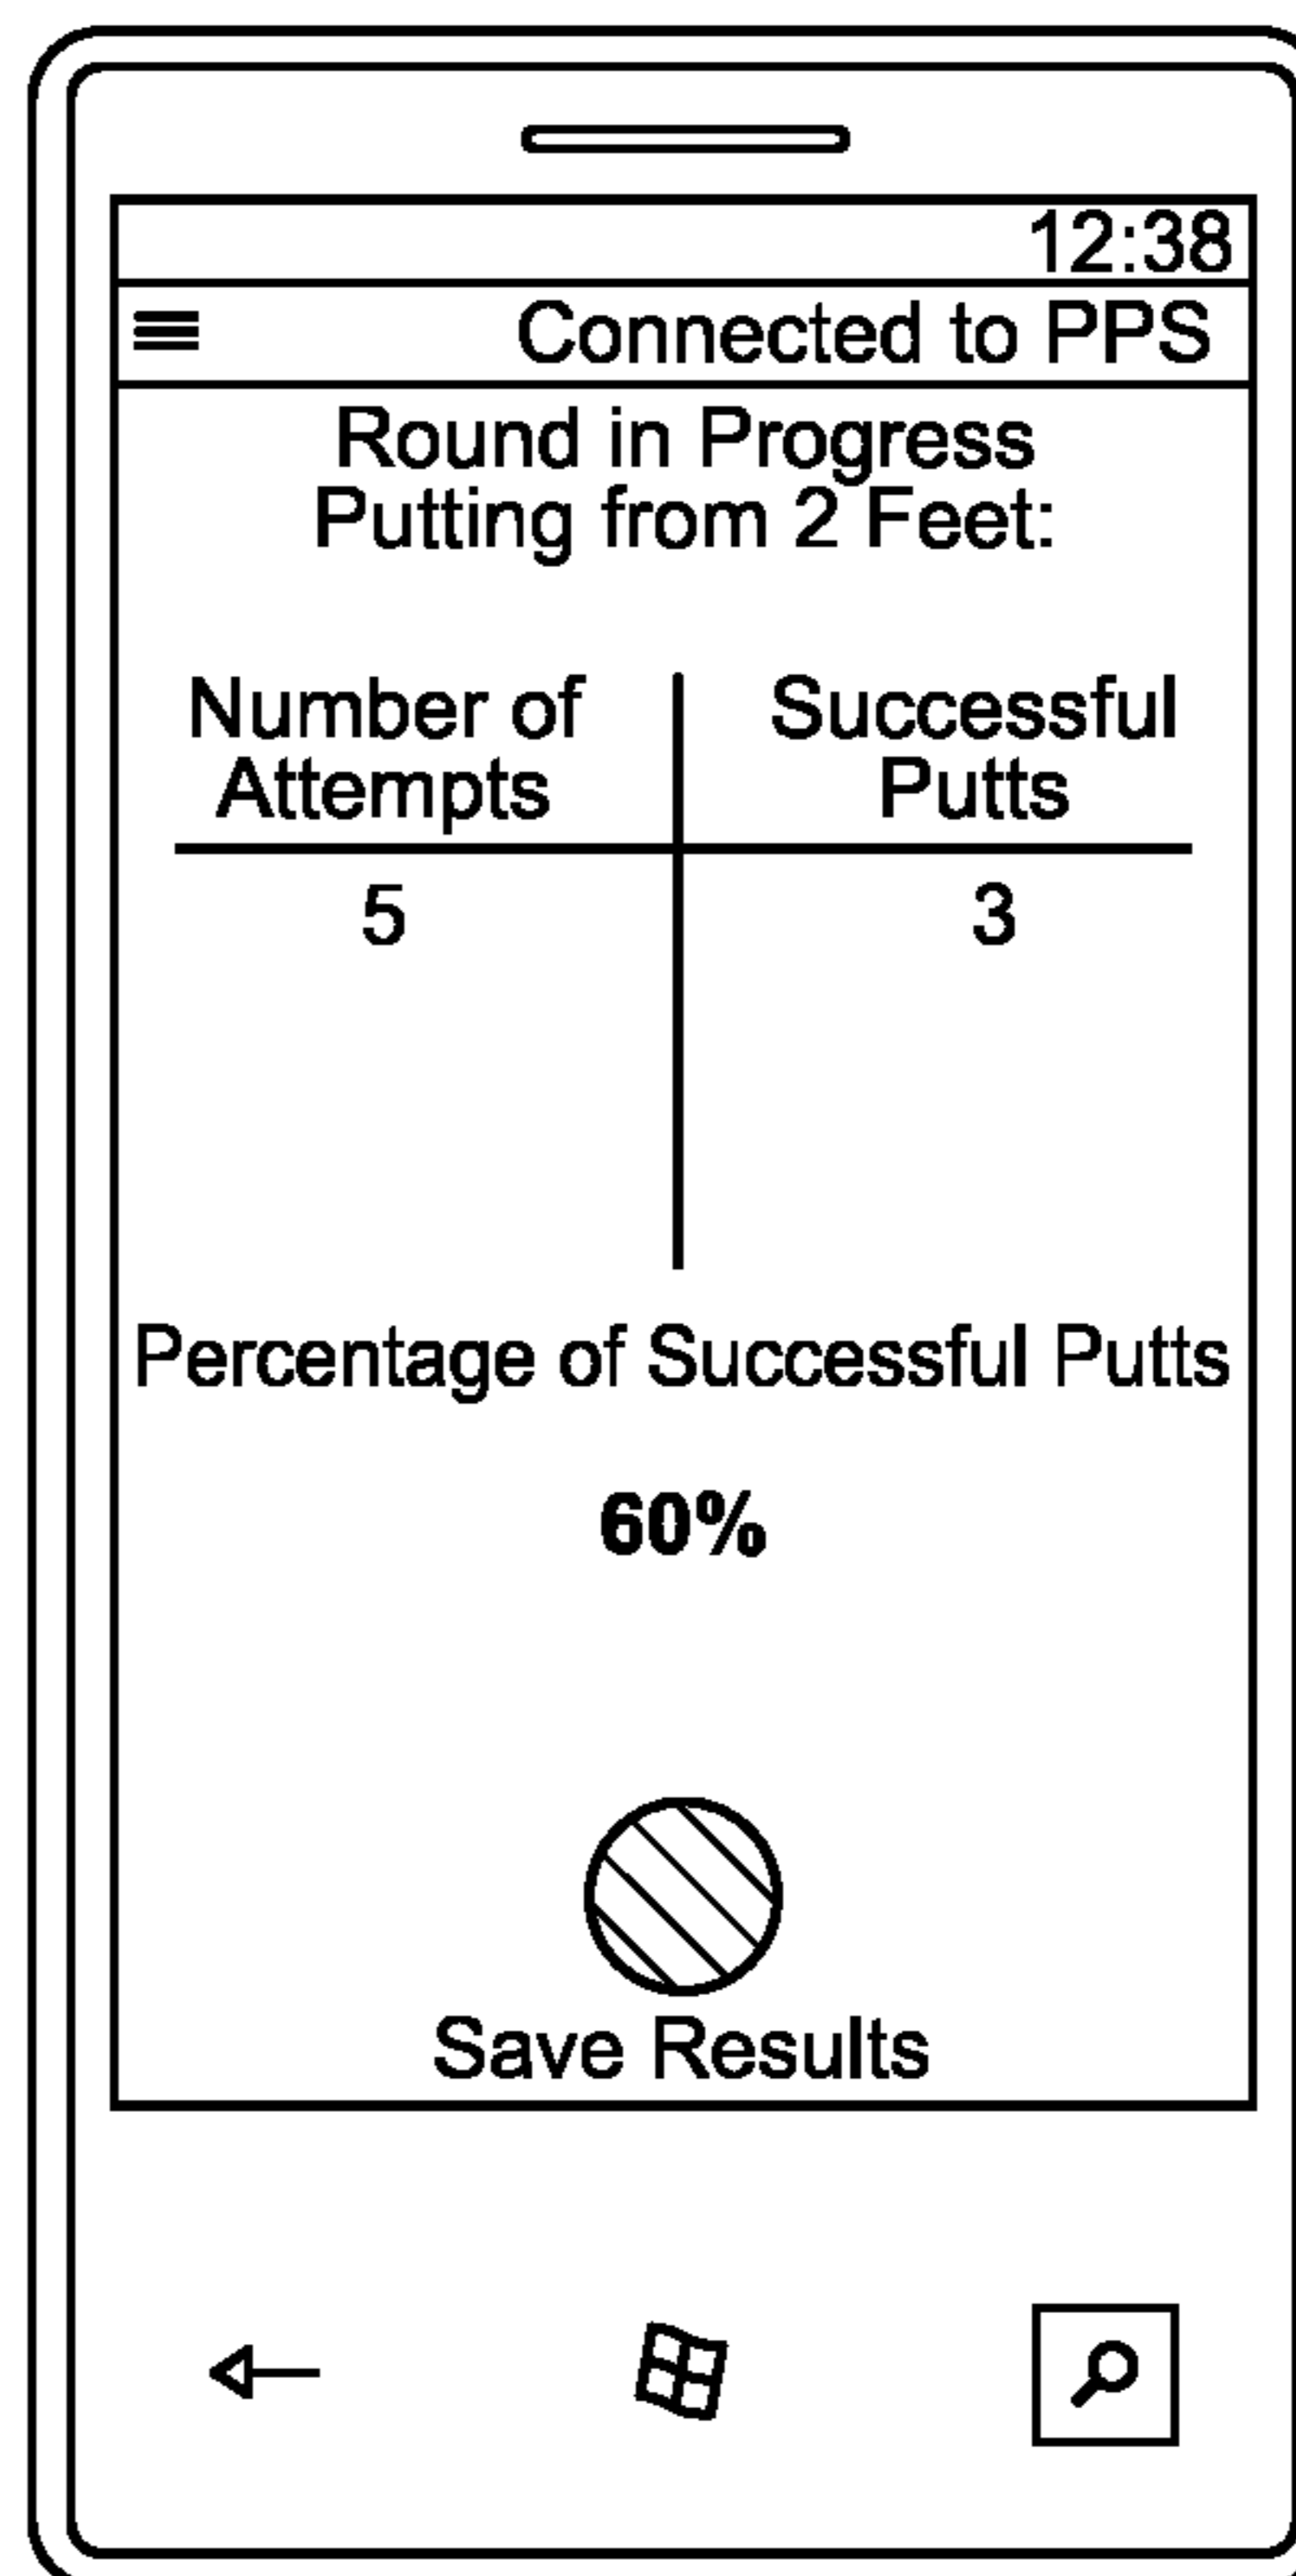 12:38
Connected to PPS
Round in Progress
Putting from 2 Feet:
Number of
Attempts
Successful
Putts
5
3
Percentage of Successful Putts
60%
Save Results